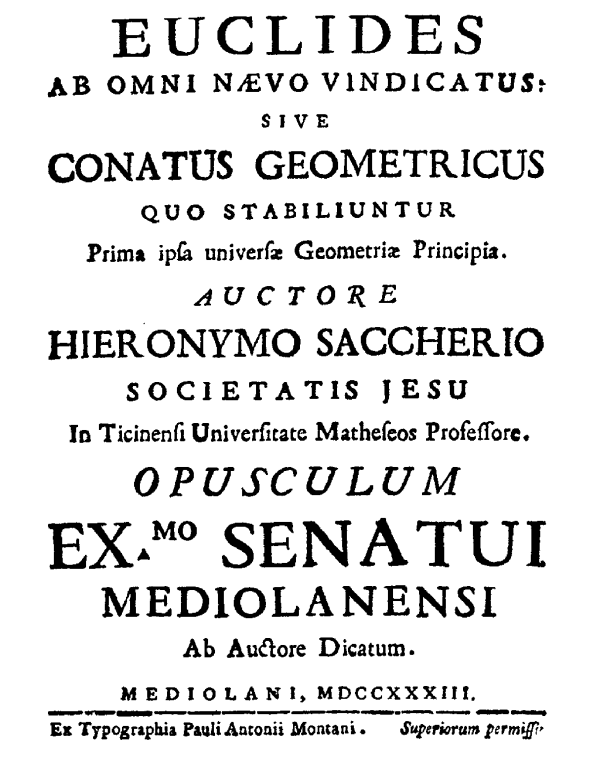 EUCLIDES
AB OMNI NÆVO VINDICATUS:
SIVE
CONATUS GEOMETRICUS
QUO STABILIUNTUR
Prima ipſa univerſæ Geometriæ Principia.
AUCTORE
HIERONYMO SACCHERIO
SOCIETATIS JESU
In Ticinenſi Univerſitate Matheſeos Profeſſore.
OPUSCULUM
EX.MO SENATUI
MEDIOLANENSI
Ab Auctore Dicatum.
MEDIOLANI, MDCCXXXIII.
Ex Typographia Pauli Antonii Montani. Superiorum